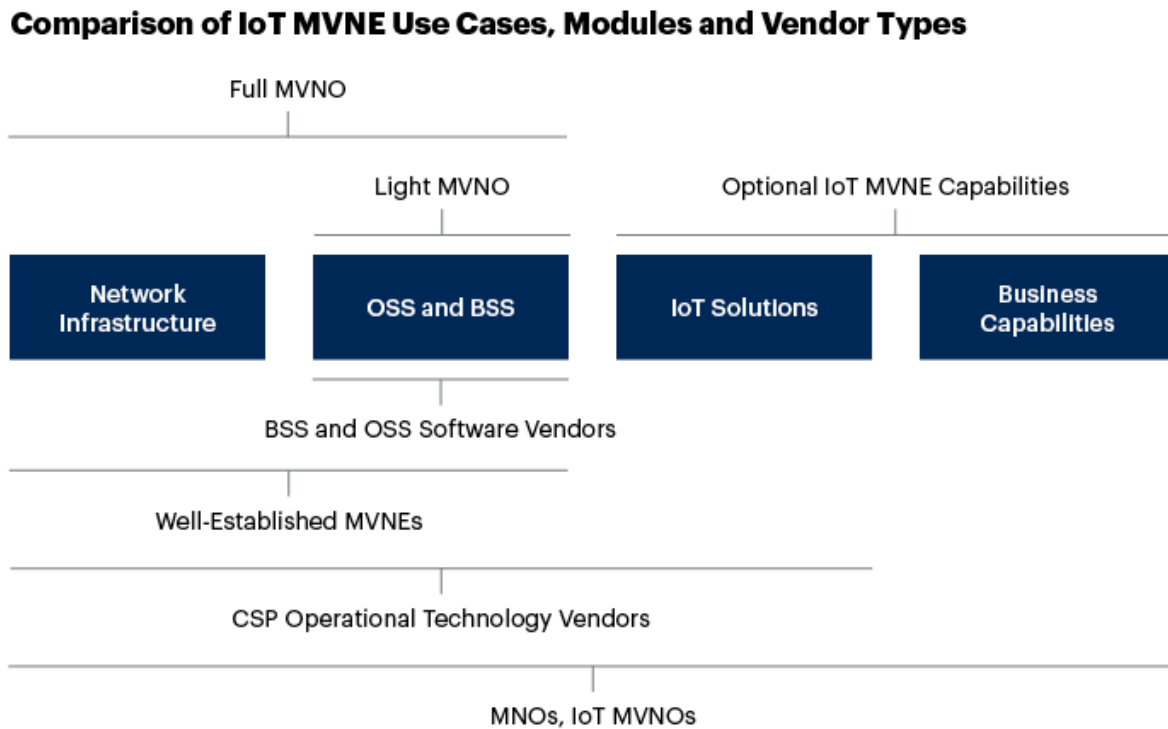 Comparison of IoT MVNE Use Cases, Modules and Vendor Types
Full MVNO
Light MVNO
Optional IoT MVNE Capabilities
Network
Infrastructure
OSS and BSS
IoT Solutions
Business
Capabilities
BSS and OSS Software Vendors
Well-Established MVNEs
CSP Operational Technology Vendors
MNOs, IoT MVNOs